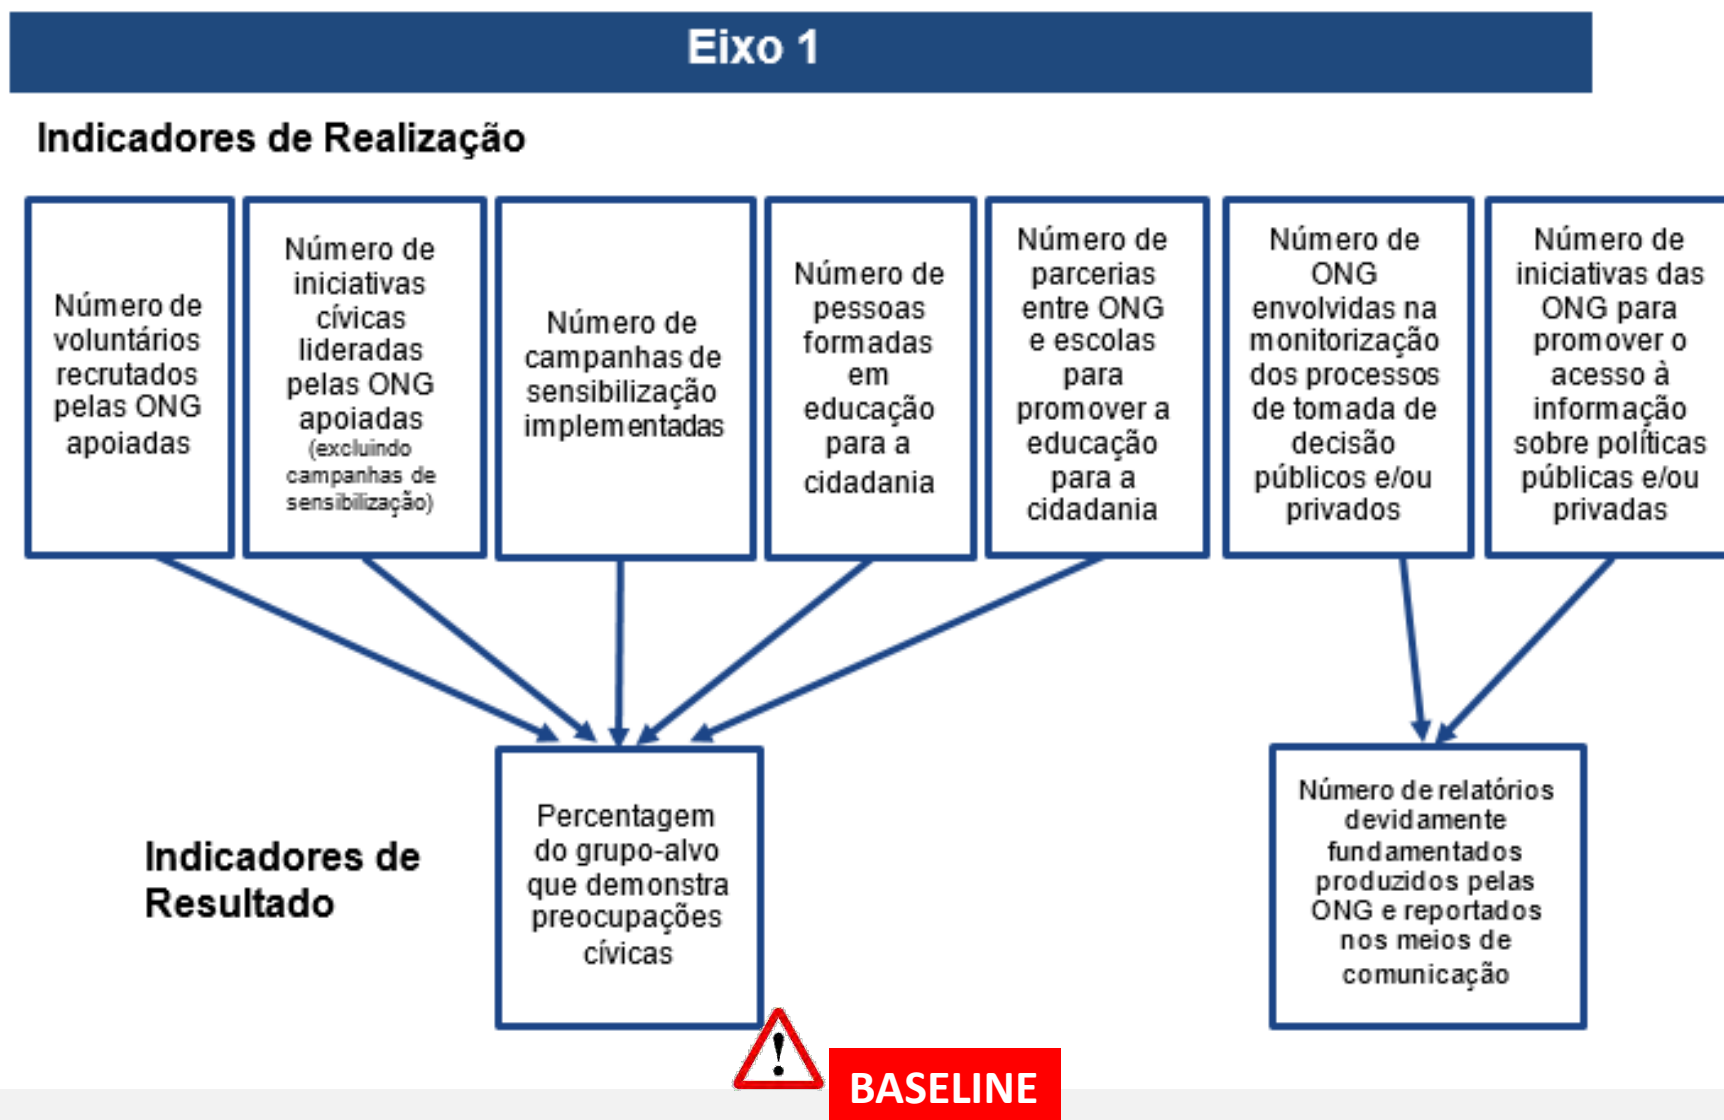 Eixo 1
Indicadores de Realização
Número de
voluntários
recrutados
pelas ONG
apoiadas
Número de
iniciativas
cívicas
lideradas
pelas ONG
apoiadas
(excluindo
campanhas de
sensibilização)
Número de
campanhas de
sensibilização
implementadas
Número de
pessoas
formadas
em
educação
para a
cidadania
Número de
parcerias
entre ONG
e escolas
para
promover a
educação
para a
cidadania
Número de
ONG
envolvidas na
monitorização
dos processos
de tomada de
decisão
públicos e/ou
privados
Número de
iniciativas das
ONG para
promover o
acesso à
informação
sobre políticas
públicas e/ou
privadas
Indicadores de
Resultado
Percentagem
do grupo-alvo
que demonstra
preocupações
cívicas
Número de relatórios
devidamente
fundamentados
produzidos pelas
ONG e reportados
nos meios de
comunicação
!
BASELINE